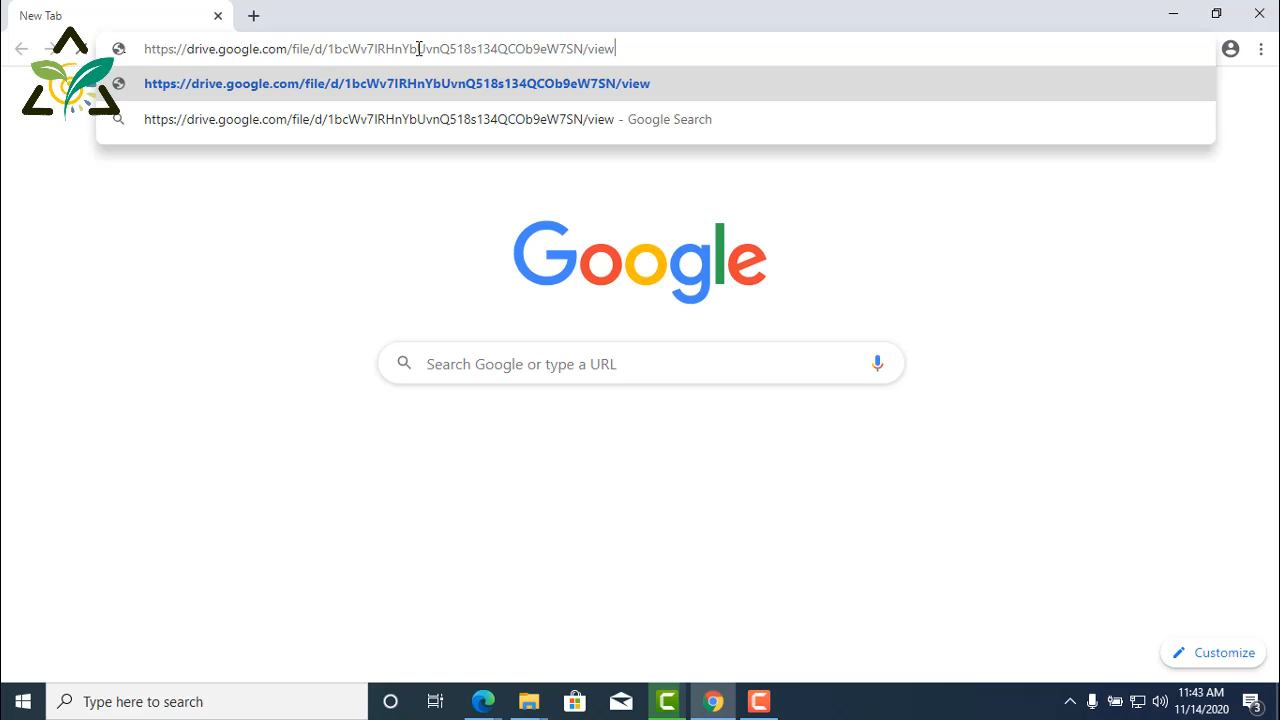 New Tab
https://drive.google.com/file/d/1bcWv7IRHnYbUvnQ518s134QCOb9eW7SN/view
https://drive.google.com/file/d/1bcWv7IRHnYbUvnQ518s134QCOb9eW7SN/view
https://drive.google.com/file/d/1bcWv7IRHnYbUvnQ518s134QCOb9eW7SN/view - Google Search
Google
Search Google or type a URL
Customize
Type here to search
11:43 AM
11/14/2020
3